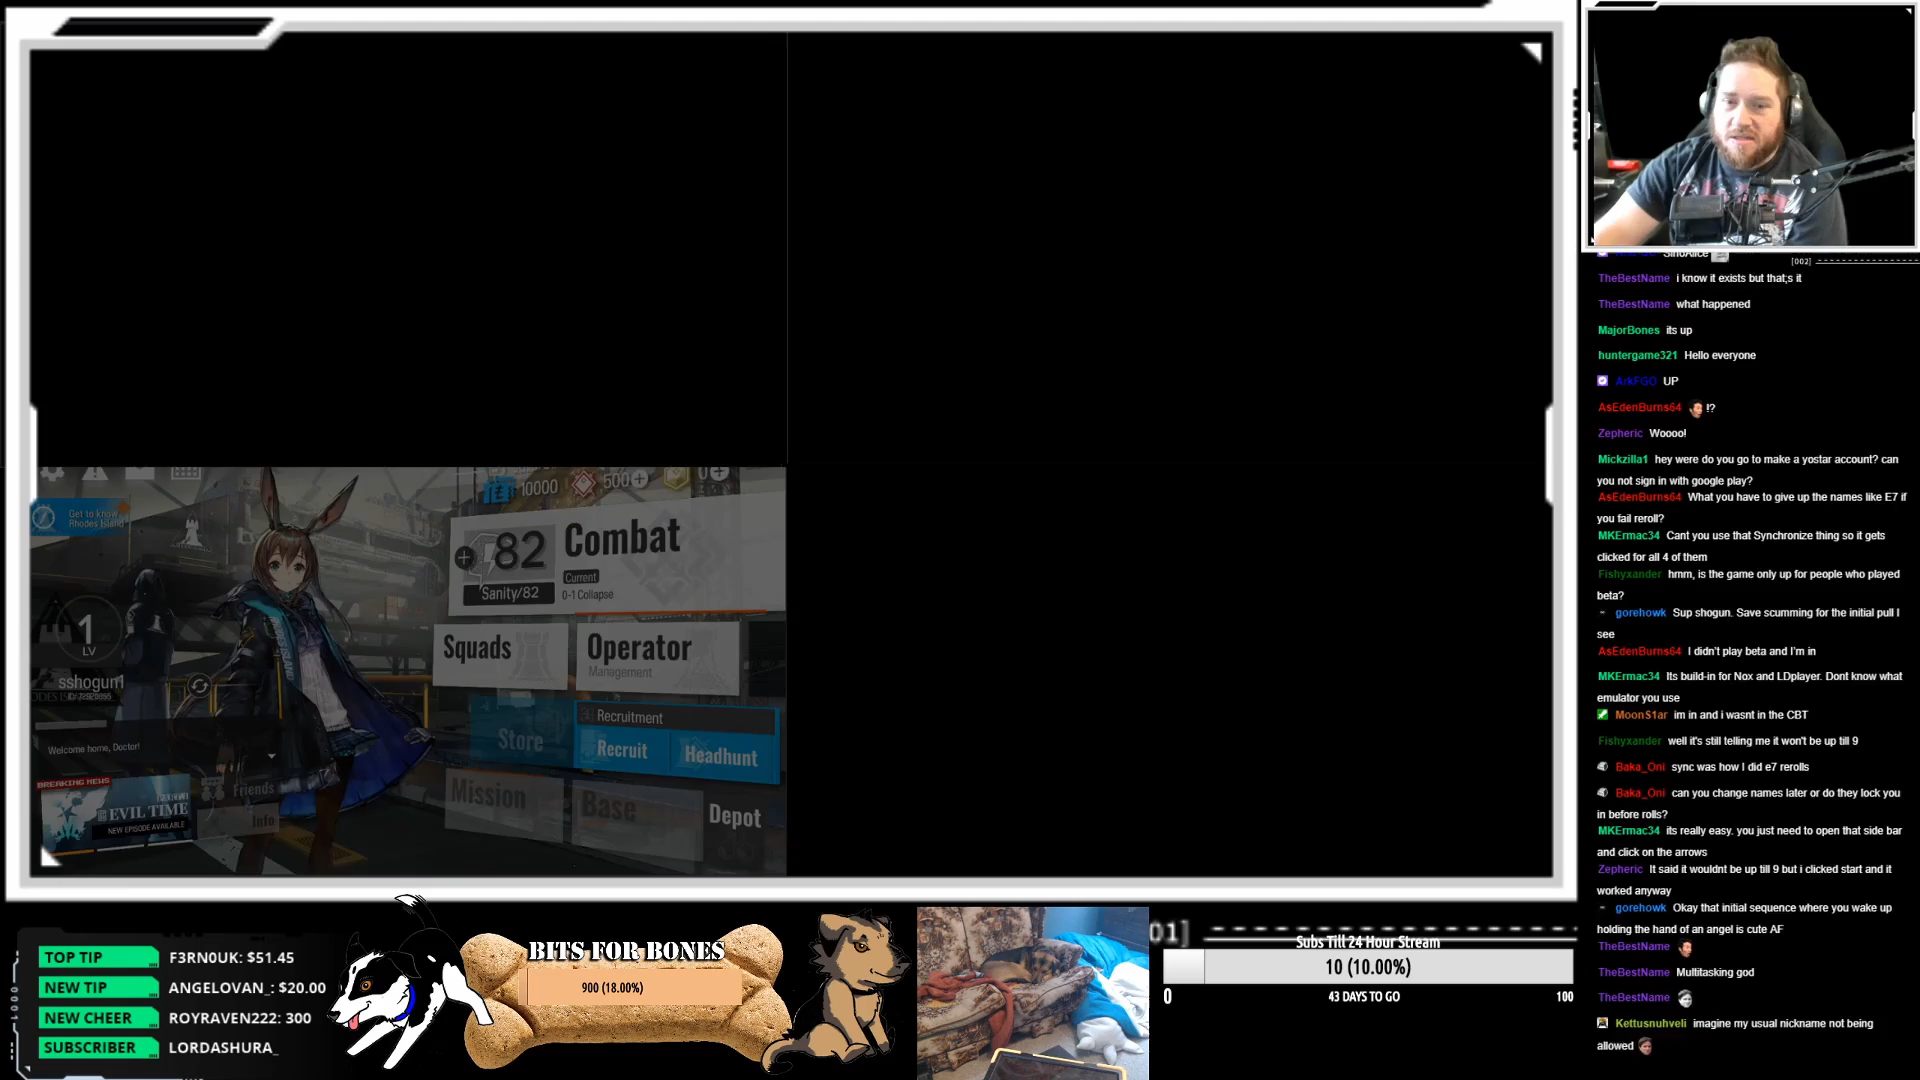 10000
500
0
Get to know
Rhodes Island
82
Sanity/82
Combat
Current
0-1 Collapse
1
LV
Squads
Operator
Management
sshogun1
Welcome home, Doctor!
Store
Recruitment
Recruit
Headhunt
BREAKING NEWS
EVIL TIME
NEW EPISODE AVAILABLE
Friends
Info
Mission
Base
Depot
[002]
SinoAlice
TheBestName i know it exists but that;s it
TheBestName what happened
MajorBones its up
huntergame321 Hello everyone
ArkFGO UP
AsEdenBurns64 !?
Zepheric Woooo!
Mickzilla1 hey were do you go to make a yostar account? can
you not sign in with google play?
AsEdenBurns64 What you have to give up the names like E7 if
you fail reroll?
MKErmac34 Cant you use that Synchronize thing so it gets
clicked for all 4 of them
Fishyxander hmm, is the game only up for people who played
beta?
gorehowk Sup shogun. Save scumming for the initial pull I
see
AsEdenBurns64 I didn't play beta and I'm in
MKErmac34 Its build-in for Nox and LDplayer. Dont know what
emulator you use
MoonS1ar im in and i wasnt in the CBT
Fishyxander well it's still telling me it won't be up till 9
Baka_Oni sync was how I did e7 rerolls
Baka_Oni can you change names later or do they lock you
in before rolls?
MKErmac34 its really easy. you just need to open that side bar
and click on the arrows
Zepheric It said it wouldnt be up till 9 but i clicked start and it
worked anyway
gorehowk Okay that initial sequence where you wake up
holding the hand of an angel is cute AF
TheBestName
TheBestName Multitasking god
TheBestName
Kettusnuhveli imagine my usual nickname not being
allowed
TOP TIP F3RN0UK: $51.45
NEW TIP ANGELOVAN_: $20.00
NEW CHEER ROYRAVEN222: 300
SUBSCRIBER LORDASHURA_
BITS FOR BONES
900 (18.00%)
01]
Subs Till 24 Hour Stream
10 (10.00%)
0
43 DAYS TO GO
100